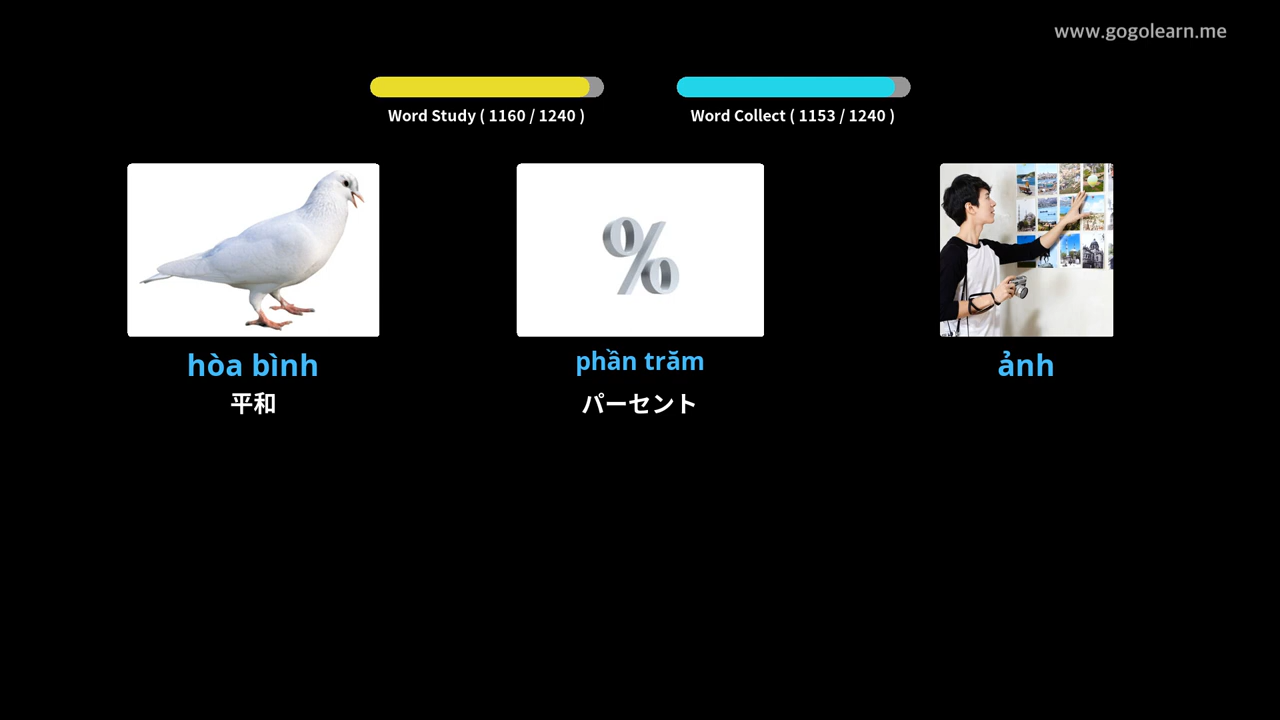 www.gogolearn.me
Word Study ( 1160 / 1240 )
Word Collect ( 1153 / 1240 )
%
hòa bình
phần trăm
ảnh
平和
パーセント